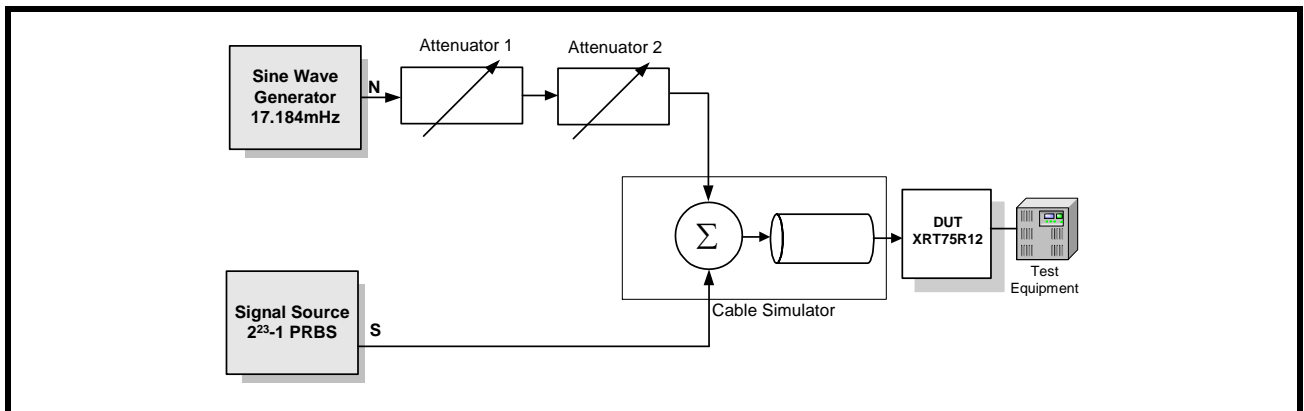 Attenuator 1
Attenuator 2
Sine Wave
Generator
17.184mHz
N
Σ
DUT
XRT75R12
Test
Equipment
Cable Simulator
Signal Source
2²³-1 PRBS
S